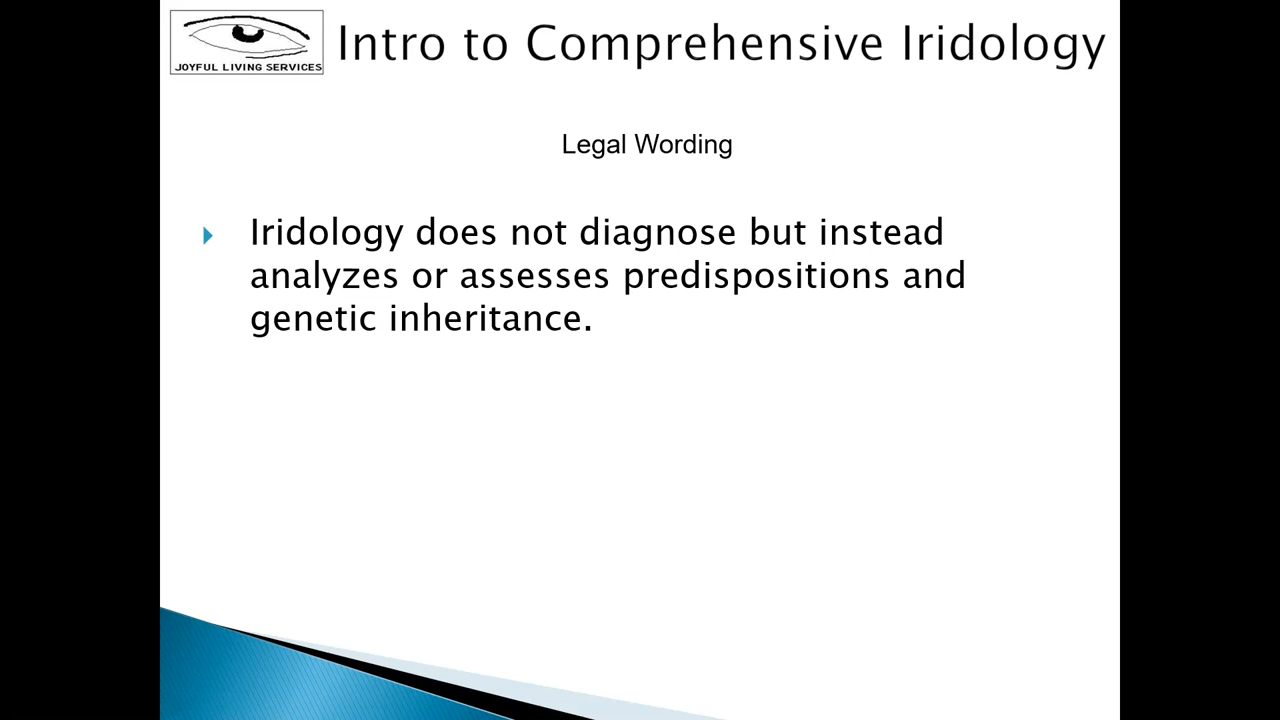 JOYFUL LIVING SERVICES
Intro to Comprehensive Iridology
Legal Wording
Iridology does not diagnose but instead
analyzes or assesses predispositions and
genetic inheritance.